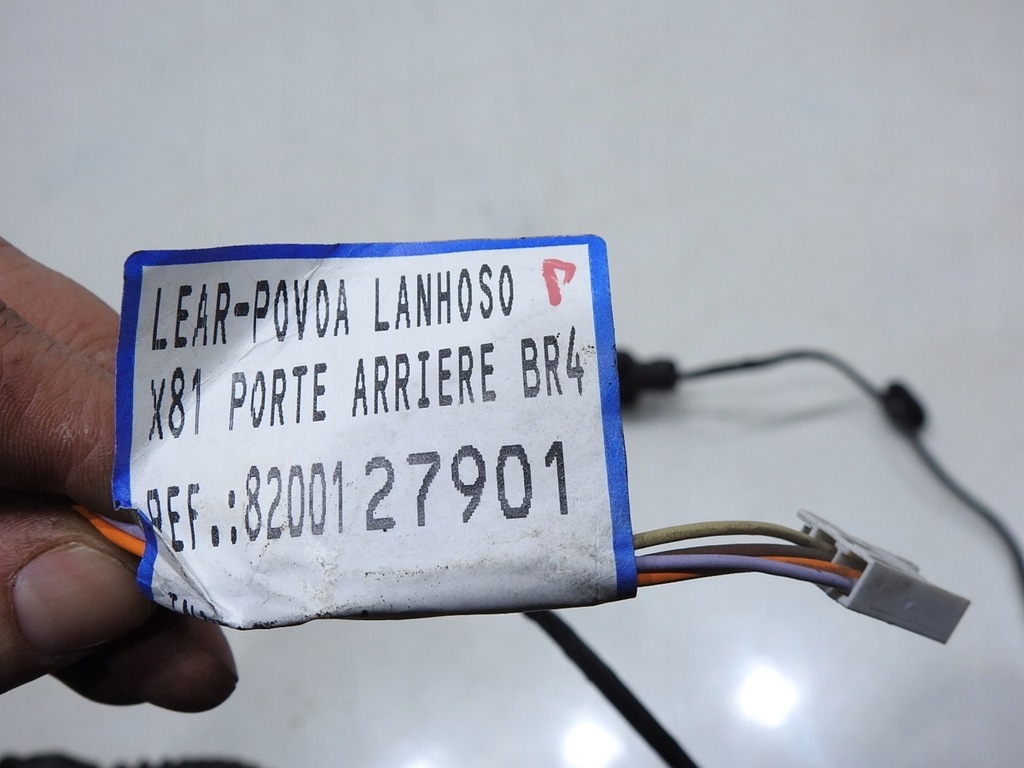 LEAR-POVOA LANHOSO
X81 PORTE ARRIERE BR4
REF.:8200127901